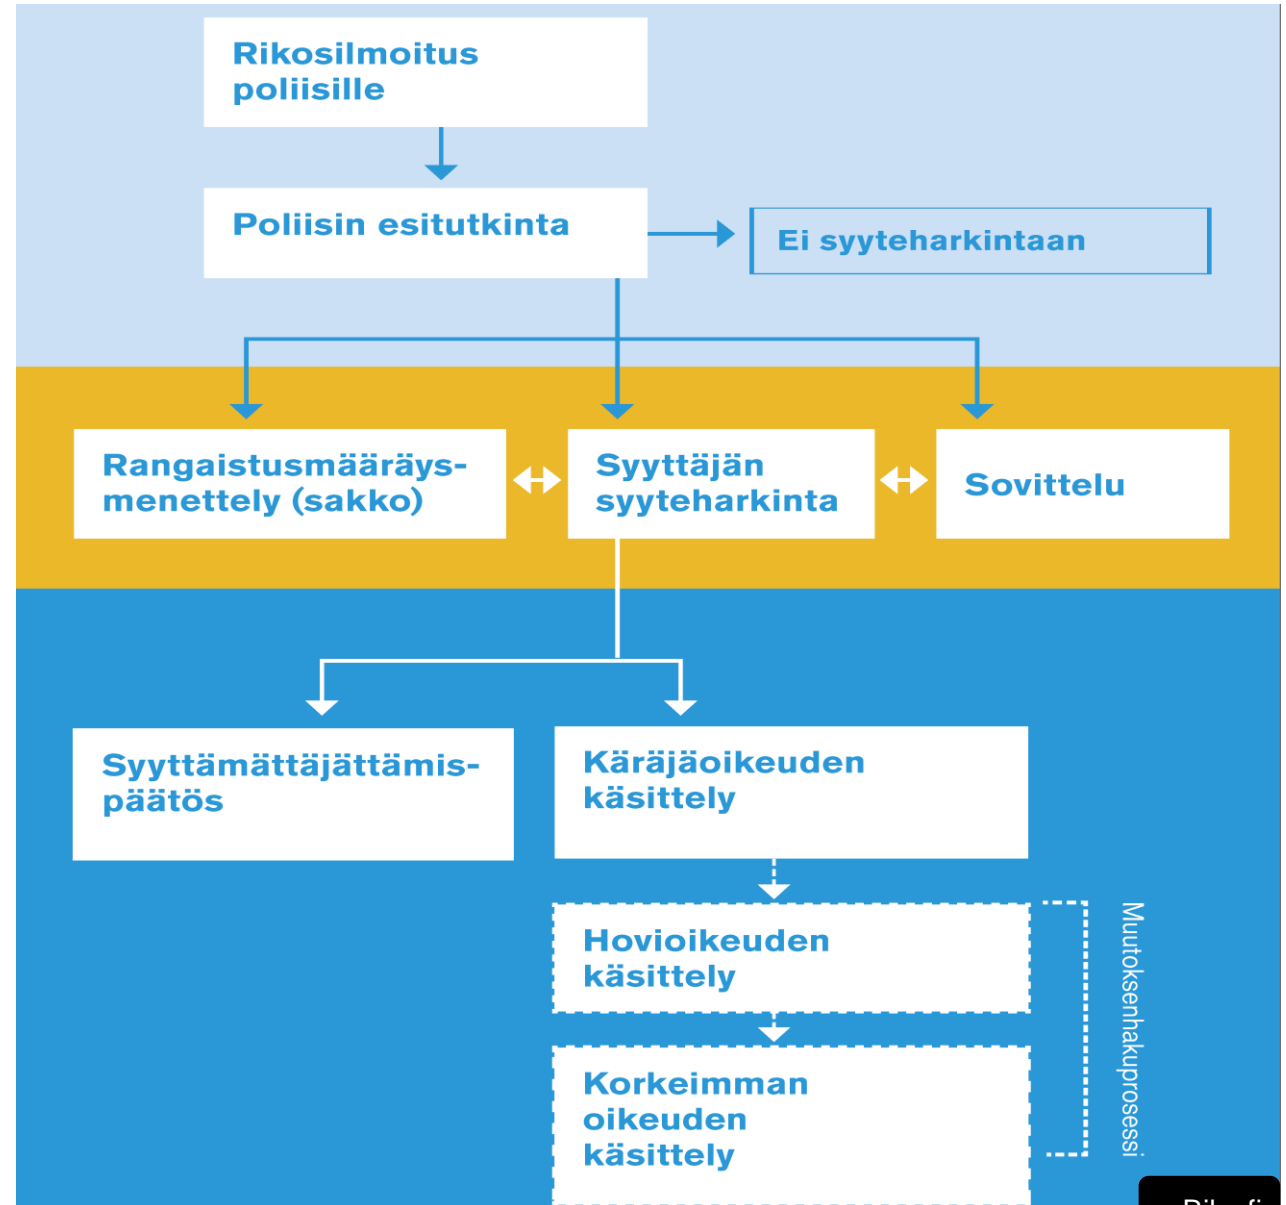 Rikosilmoitus
poliisille
Poliisin esitutkinta
Ei syyteharkintaan
Rangaistusmääräys-
menettely (sakko)
Syyttäjän
syyteharkinta
Sovittelu
Syyttämättäjättämis-
päätös
Käräjäoikeuden
käsittely
Hovioikeuden
käsittely
Korkeimman
oikeuden
käsittely
Muutoksenhakuprosessi